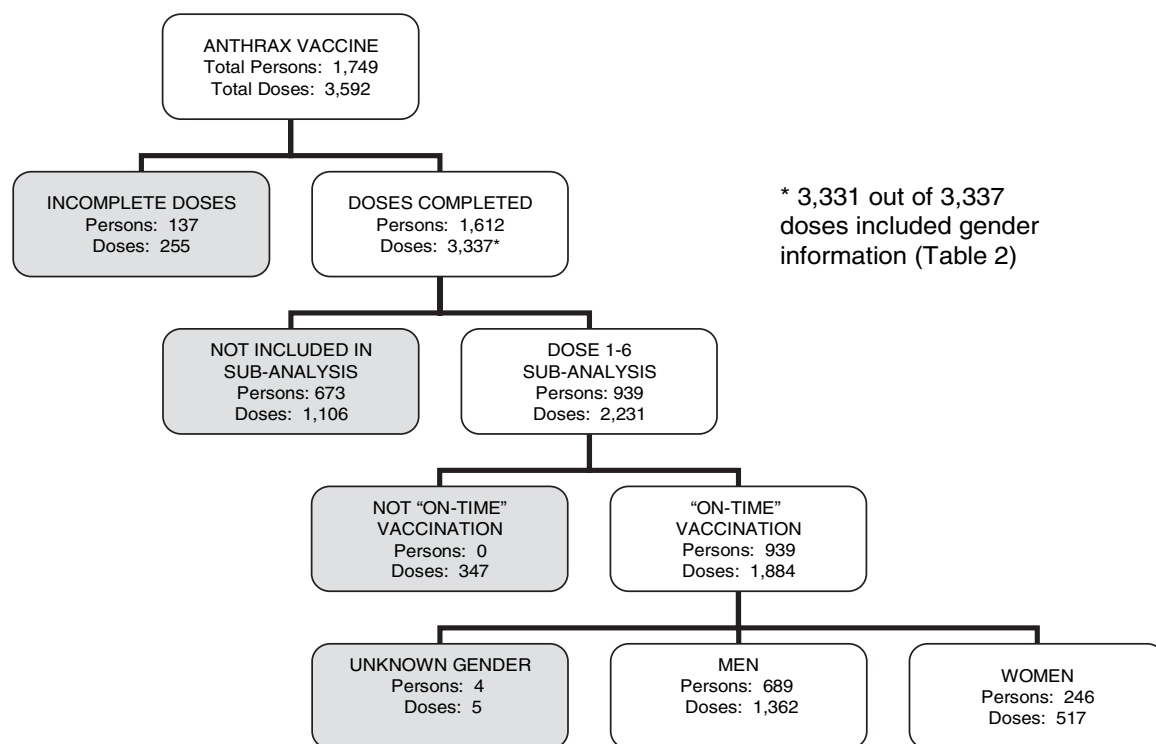 ANTHRAX VACCINE
Total Persons: 1,749
Total Doses: 3,592
INCOMPLETE DOSES
Persons: 137
Doses: 255
DOSES COMPLETED
Persons: 1,612
Doses: 3,337*
* 3,331 out of 3,337
doses included gender
information (Table 2)
NOT INCLUDED IN
SUB-ANALYSIS
Persons: 673
Doses: 1,106
DOSE 1-6
SUB-ANALYSIS
Persons: 939
Doses: 2,231
NOT “ON-TIME”
VACCINATION
Persons: 0
Doses: 347
“ON-TIME”
VACCINATION
Persons: 939
Doses: 1,884
UNKNOWN GENDER
Persons: 4
Doses: 5
MEN
Persons: 689
Doses: 1,362
WOMEN
Persons: 246
Doses: 517